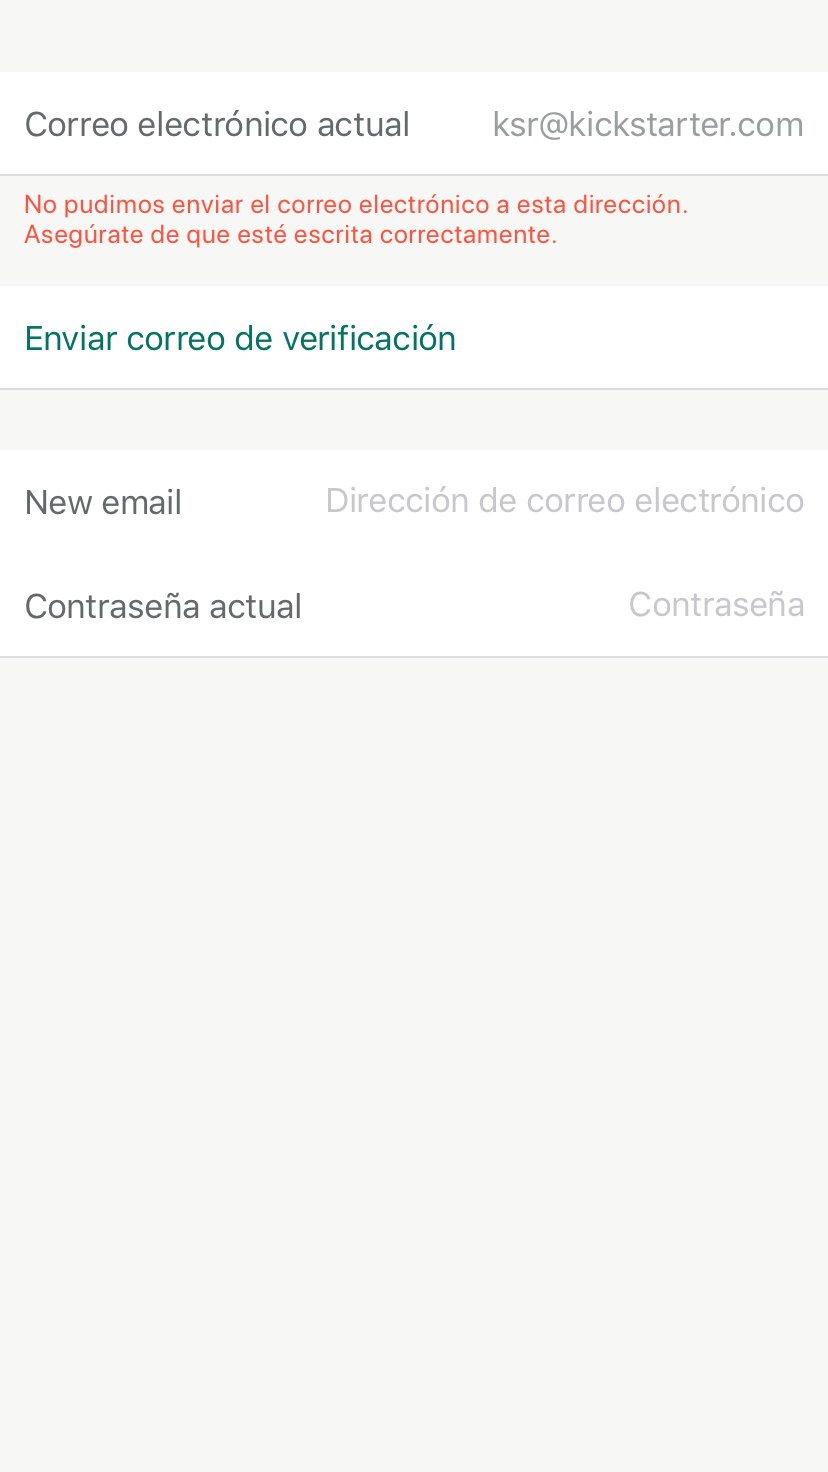 Correo electrónico actual ksr@kickstarter.com
No pudimos enviar el correo electrónico a esta dirección.
Asegúrate de que esté escrita correctamente.
Enviar correo de verificación
New email Dirección de correo electrónico
Contraseña actual Contraseña